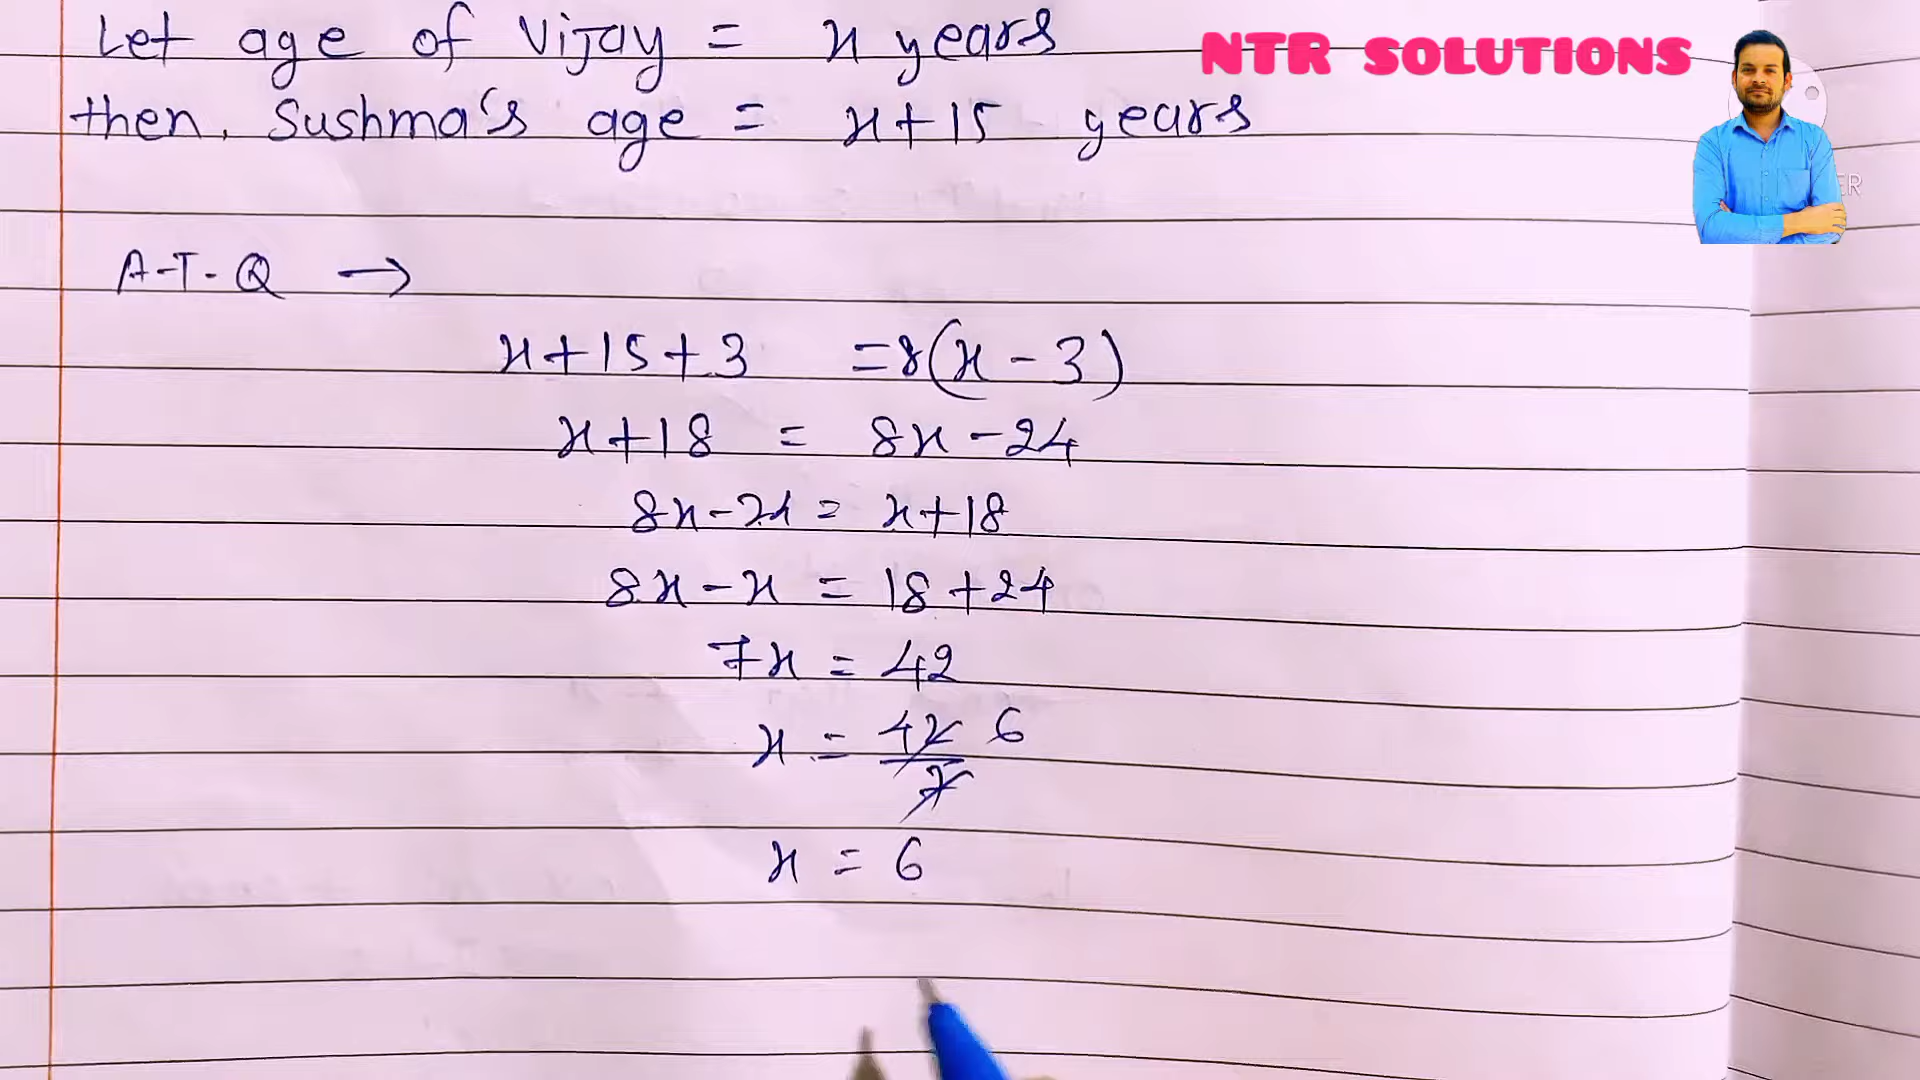 Let age of Vijay = x years
NTR SOLUTIONS
then, Sushma's age = x+15 years
ER
A-T-Q →
x+15+3 =8(x-3)
x+18 = 8x-24
8x-24 = x+18
8x-x = 18+24
7x = 42
x = 42/7 6
x = 6